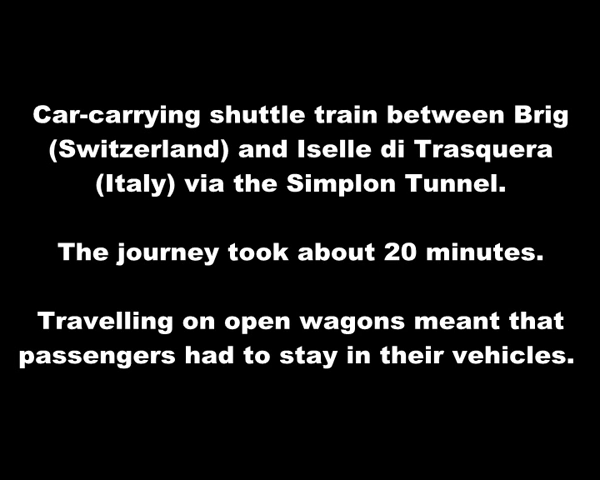 Car-carrying shuttle train between Brig
(Switzerland) and Iselle di Trasquera
(Italy) via the Simplon Tunnel.
The journey took about 20 minutes.
Travelling on open wagons meant that
passengers had to stay in their vehicles.